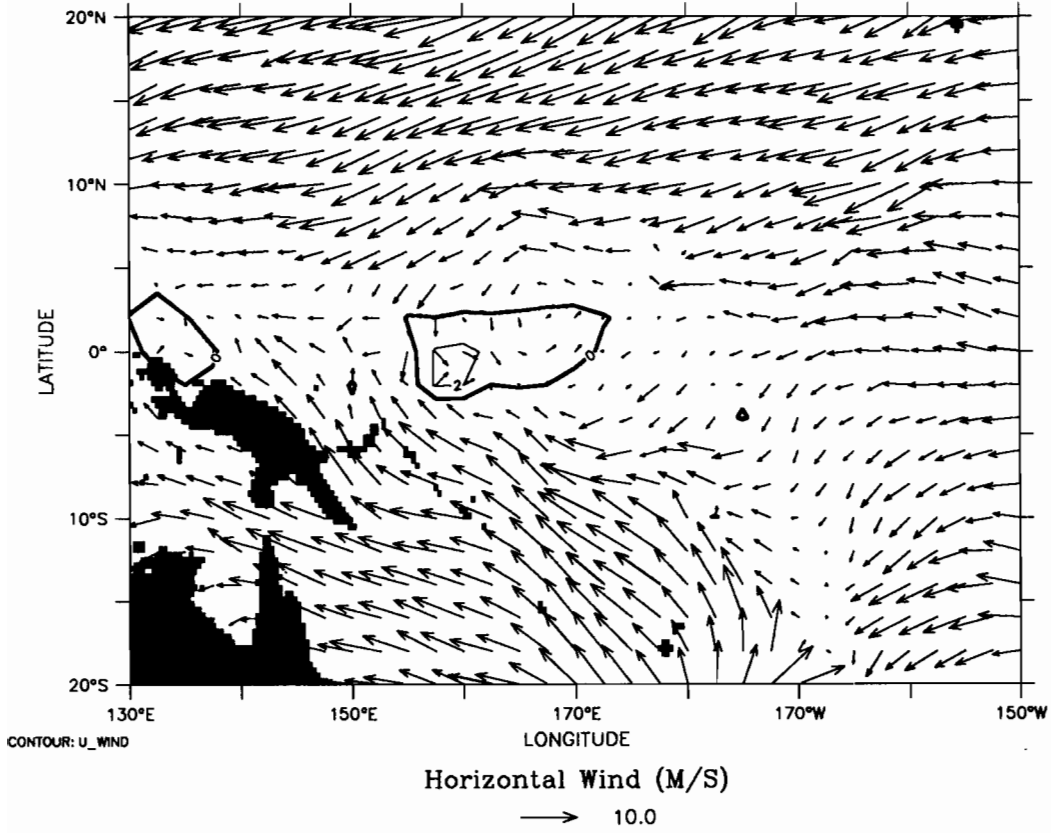 20°N
10°N
0°
10°S
20°S
LATITUDE
0
0
2
130°E 150°E 170°E 170°W 150°W
LONGITUDE
CONTOUR: U_WIND
Horizontal Wind (M/S)
10.0